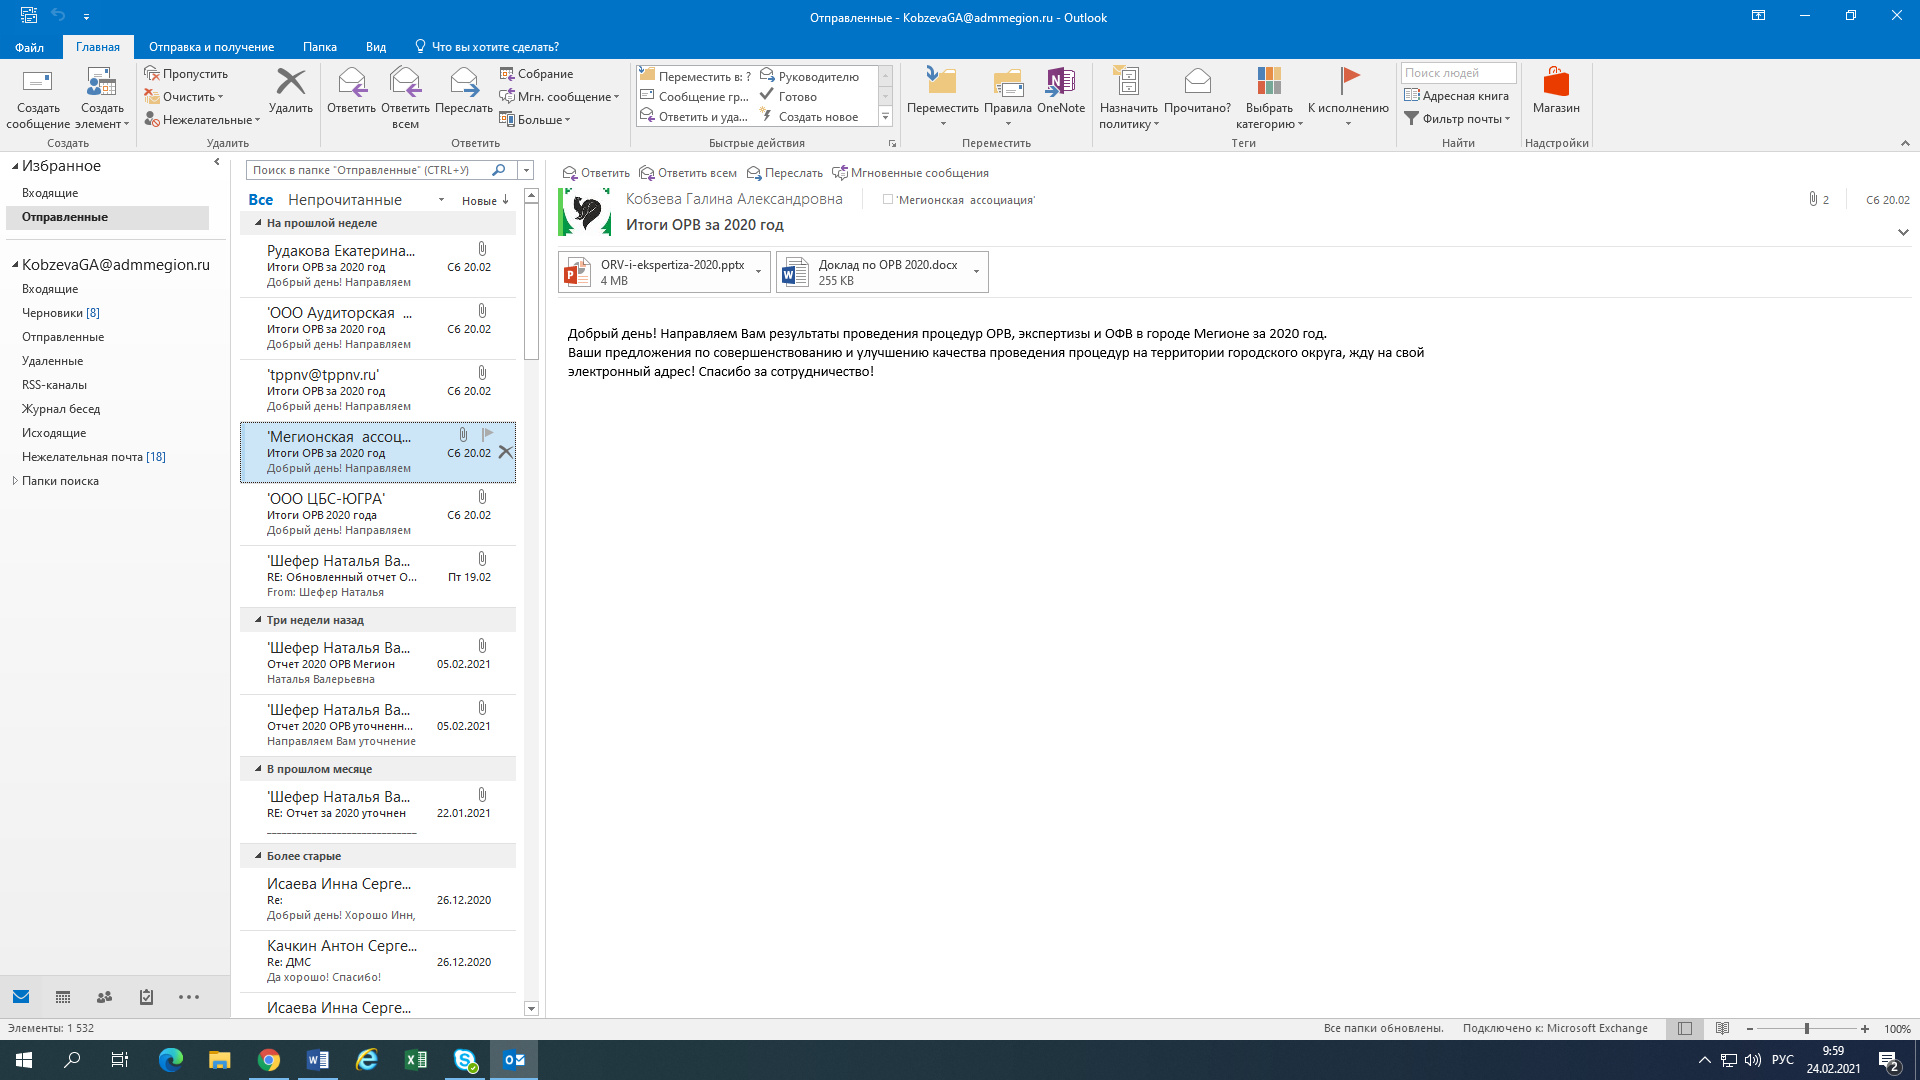 Отправленные - KobzevaGA@admmegion.ru - Outlook
Файл Главная Отправка и получение Папка Вид Что вы хотите сделать?
Создать сообщение
Создать элемент
Создать
Пропустить
Очистить
Нежелательные
Удалить
Удалить
Ответить
Ответить всем
Переслать
Собрание
Мгн. сообщение
Больше
Ответить
Переместить в: ?
Сообщение гр...
Ответить и уда...
Руководителю
Готово
Создать новое
Быстрые действия
Переместить
Правила
OneNote
Переместить
Назначить политику
Прочитано?
Выбрать категорию
К исполнению
Теги
Поиск людей
Адресная книга
Фильтр почты
Найти
Магазин
Надстройки
Избранное
Входящие
Отправленные
KobzevaGA@admmegion.ru
Входящие
Черновики [8]
Отправленные
Удаленные
RSS-каналы
Журнал бесед
Исходящие
Нежелательная почта [18]
Папки поиска
Поиск в папке "Отправленные" (CTRL+У)
Все Непрочитанные Новые
На прошлой неделе
Рудакова Екатерина...
Итоги ОРВ за 2020 год Сб 20.02
Добрый день! Направляем
'ООО Аудиторская ...
Итоги ОРВ за 2020 год Сб 20.02
Добрый день! Направляем
'tppnv@tppnv.ru'
Итоги ОРВ за 2020 год Сб 20.02
Добрый день! Направляем
'Мегионская ассоц...
Итоги ОРВ за 2020 год Сб 20.02
Добрый день! Направляем
'ООО ЦБС-ЮГРА'
Итоги ОРВ 2020 года Сб 20.02
Добрый день! Направляем
'Шефер Наталья Ва...
RE: Обновленный отчет О... Пт 19.02
From: Шефер Наталья
Три недели назад
'Шефер Наталья Ва...
Отчет 2020 ОРВ Мегион 05.02.2021
Наталья Валерьевна
'Шефер Наталья Ва...
Отчет 2020 ОРВ уточненн... 05.02.2021
Направляем Вам уточнение
В прошлом месяце
'Шефер Наталья Ва...
RE: Отчет за 2020 уточнен 22.01.2021
Более старые
Исаева Инна Серге...
Re: 26.12.2020
Добрый день! Хорошо Инн,
Качкин Антон Серге...
Re: ДМС 26.12.2020
Да хорошо! Спасибо!
Исаева Инна Серге...
Ответить Ответить всем Переслать Мгновенные сообщения
Кобзева Галина Александровна 'Мегионская ассоциация' 2 Сб 20.02
Итоги ОРВ за 2020 год
ORV-i-ekspertiza-2020.pptx
4 MB
Доклад по ОРВ 2020.docx
255 KB
Добрый день! Направляем Вам результаты проведения процедур ОРВ, экспертизы и ОФВ в городе Мегионе за 2020 год.
Ваши предложения по совершенствованию и улучшению качества проведения процедур на территории городского округа, жду на свой
электронный адрес! Спасибо за сотрудничество!
Элементы: 1 532 Все папки обновлены. Подключено к: Microsoft Exchange 100%
РУС 9:59
24.02.2021
2